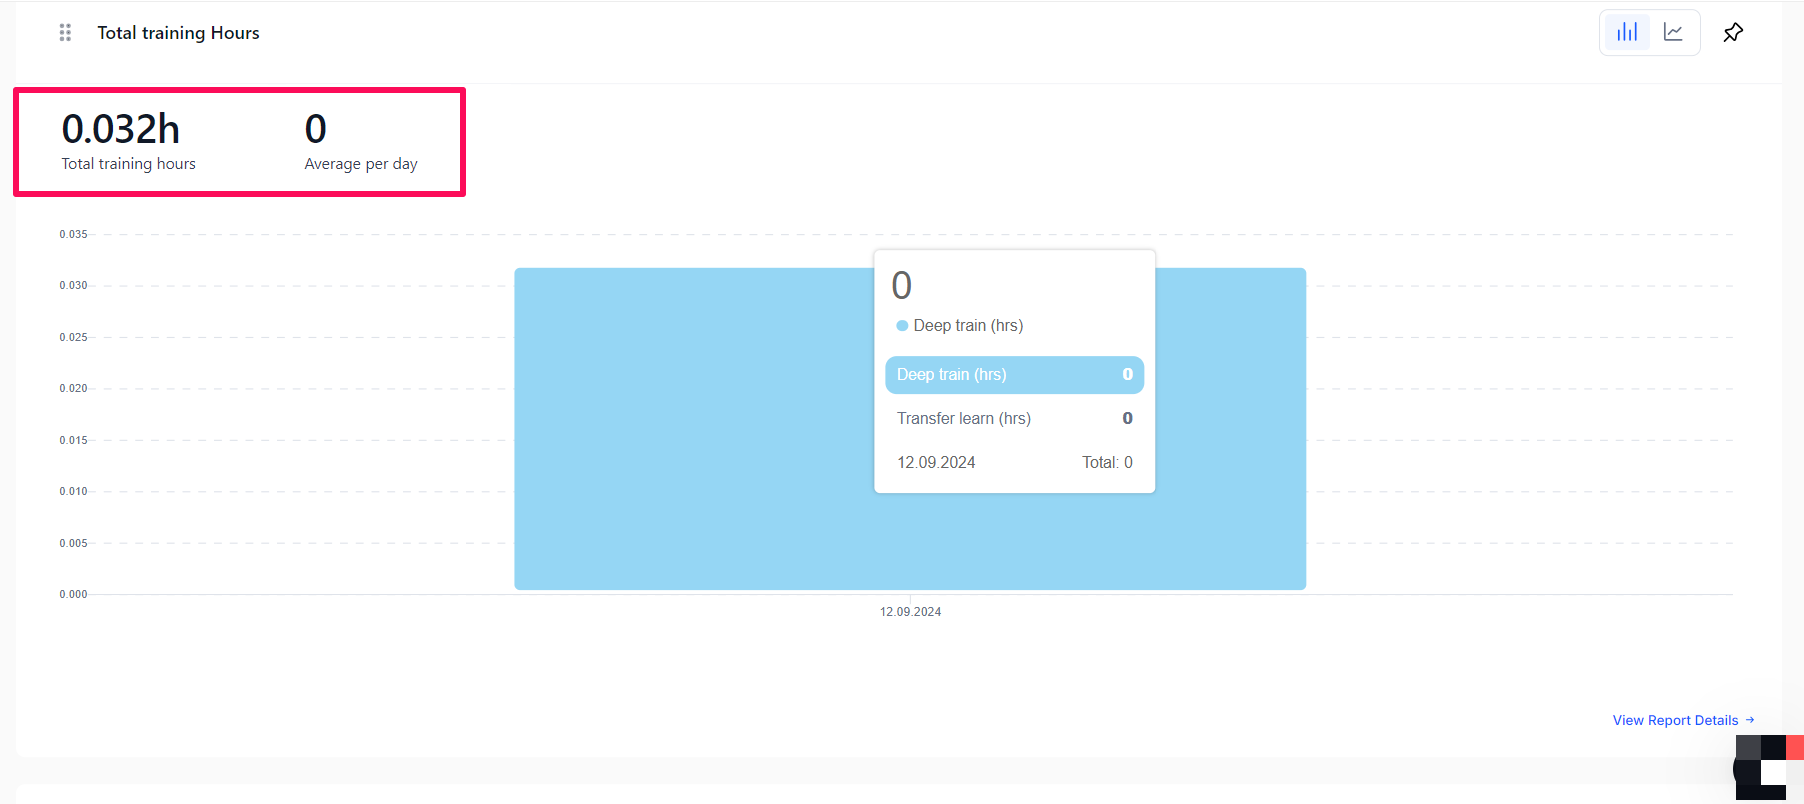 Total training Hours
0.032h
Total training hours
0
Average per day
0.035
0.030
0.025
0.020
0.015
0.010
0.005
0.000
0
Deep train (hrs)
Deep train (hrs) 0
Transfer learn (hrs) 0
12.09.2024 Total: 0
12.09.2024
View Report Details →